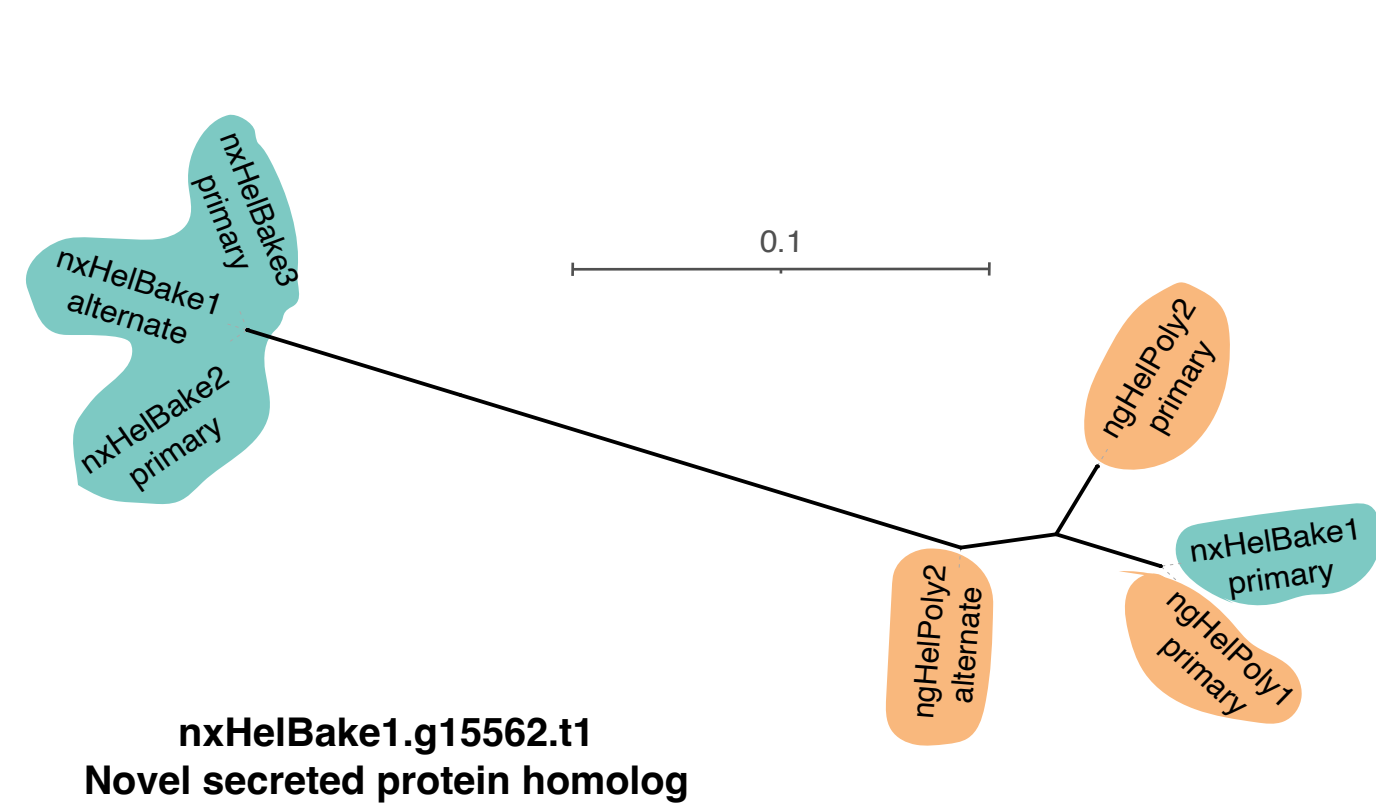 nxHelBake3
primary
nxHelBake1
alternate
nxHelBake2
primary
0.1
ngHelPoly2
primary
nxHelBake1
primary
ngHelPoly2
alternate
ngHelPoly1
primary
nxHelBake1.g15562.t1
Novel secreted protein homolog